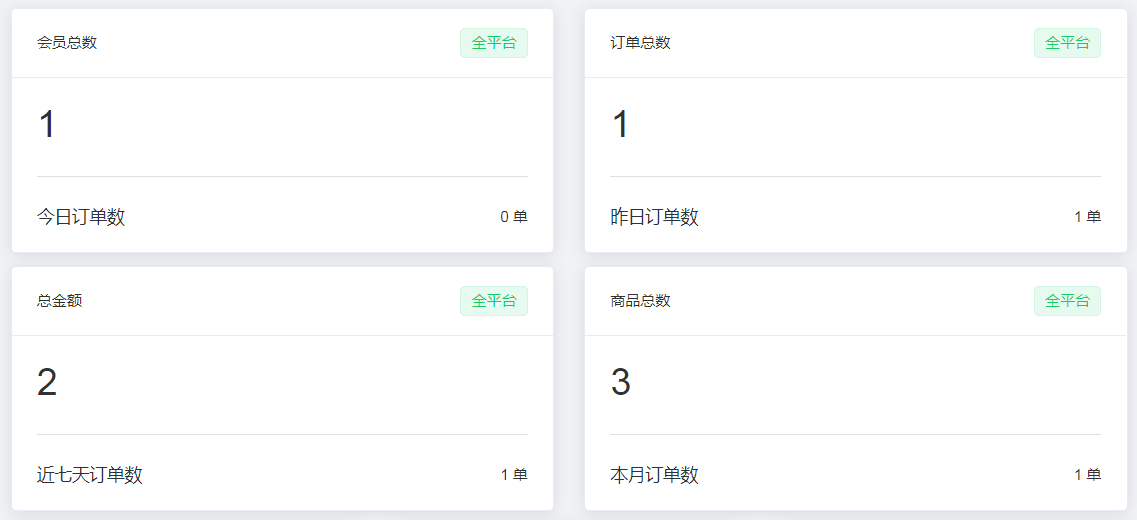 会员总数 全平台
1
今日订单数 0 单
订单总数 全平台
1
昨日订单数 1 单
总金额 全平台
2
近七天订单数 1 单
商品总数 全平台
3
本月订单数 1 单